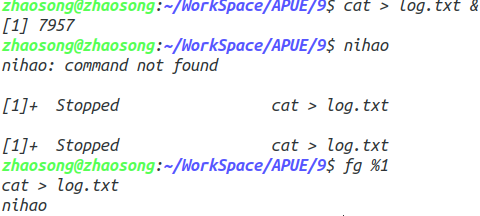 zhaosong@zhaosong:~/WorkSpace/APUE/9$ cat > log.txt &
[1] 7957
zhaosong@zhaosong:~/WorkSpace/APUE/9$ nihao
nihao: command not found
[1]+  Stopped                 cat > log.txt
[1]+  Stopped                 cat > log.txt
zhaosong@zhaosong:~/WorkSpace/APUE/9$ fg %1
cat > log.txt
nihao